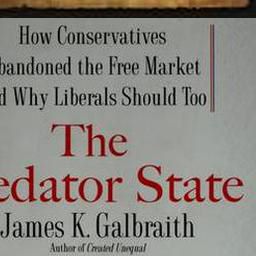 How Conservatives
bandoned the Free Market
d Why Liberals Should Too
The
edator State
James K. Galbraith
Author of Created Unequal